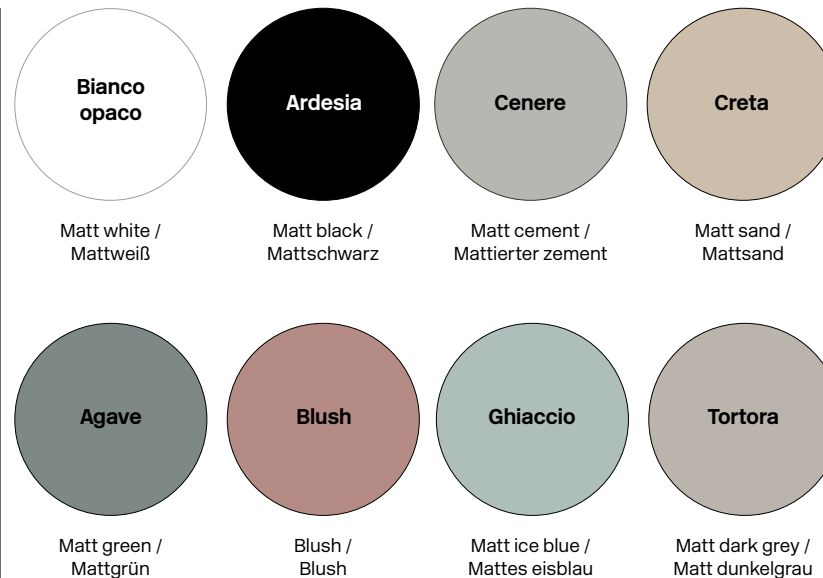 Bianco
opaco
Ardesia
Cenere
Creta
Matt white /
Mattweiß
Matt black /
Mattschwarz
Matt cement /
Mattierter zement
Matt sand /
Mattsand
Agave
Blush
Ghiaccio
Tortora
Matt green /
Mattgrün
Blush /
Blush
Matt ice blue /
Mattes eisblau
Matt dark grey /
Matt dunkelgrau